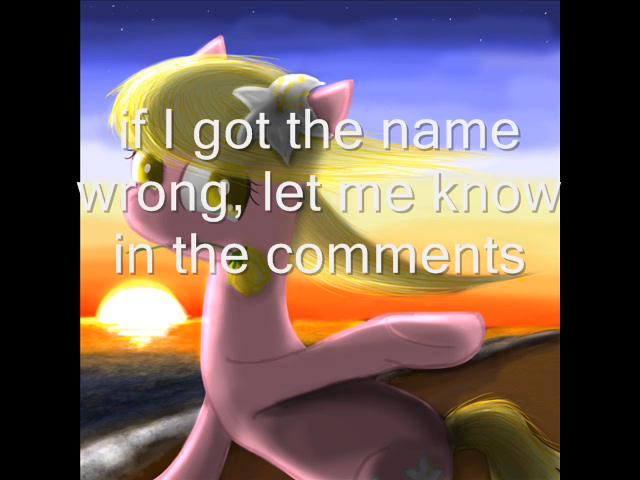 if I got the name
wrong, let me know
in the comments